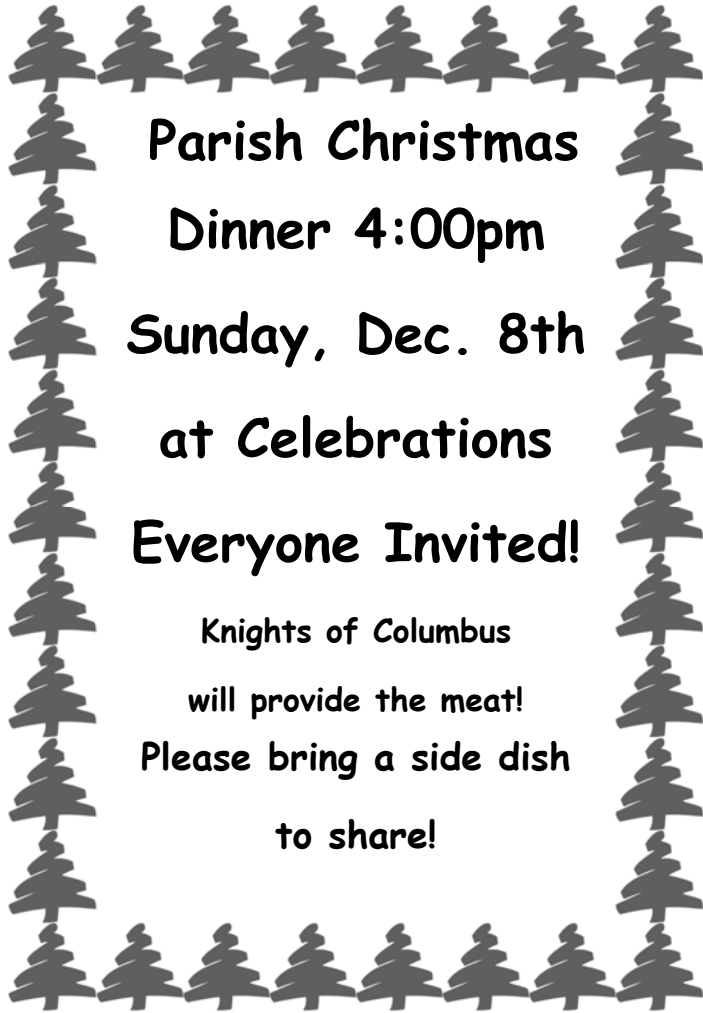 Parish Christmas
Dinner 4:00pm
Sunday, Dec. 8th
at Celebrations
Everyone Invited!
Knights of Columbus
will provide the meat!
Please bring a side dish
to share!